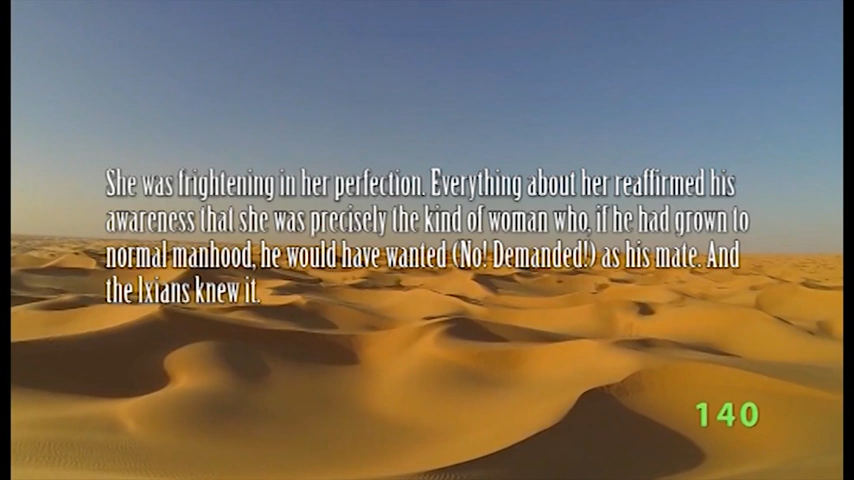 She was frightening in her perfection. Everything about her reaffirmed his
awareness that she was precisely the kind of woman who, if he had grown to
normal manhood, he would have wanted (No! Demanded!) as his mate. And
the Ixians knew it.
140